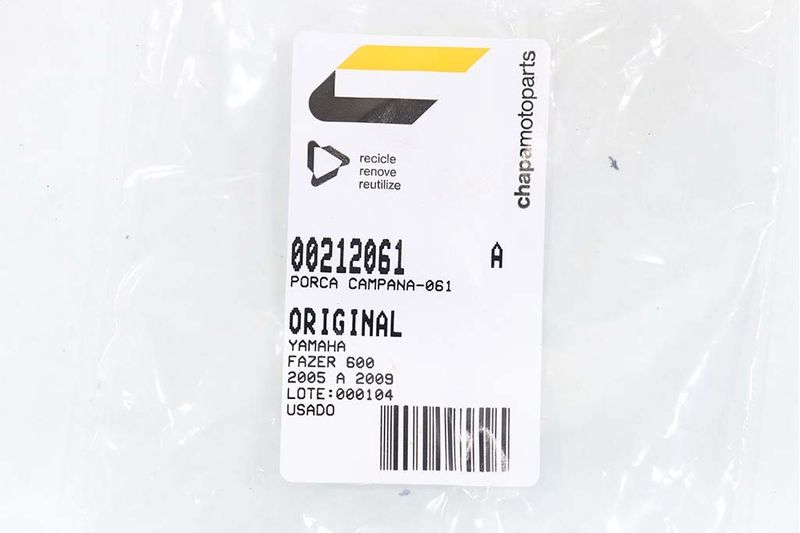 chapamotoparts
recicle
renove
reutilize
00212061 A
PORCA CAMPANA-061
ORIGINAL
YAMAHA
FAZER 600
2005 A 2009
LOTE:000104
USADO